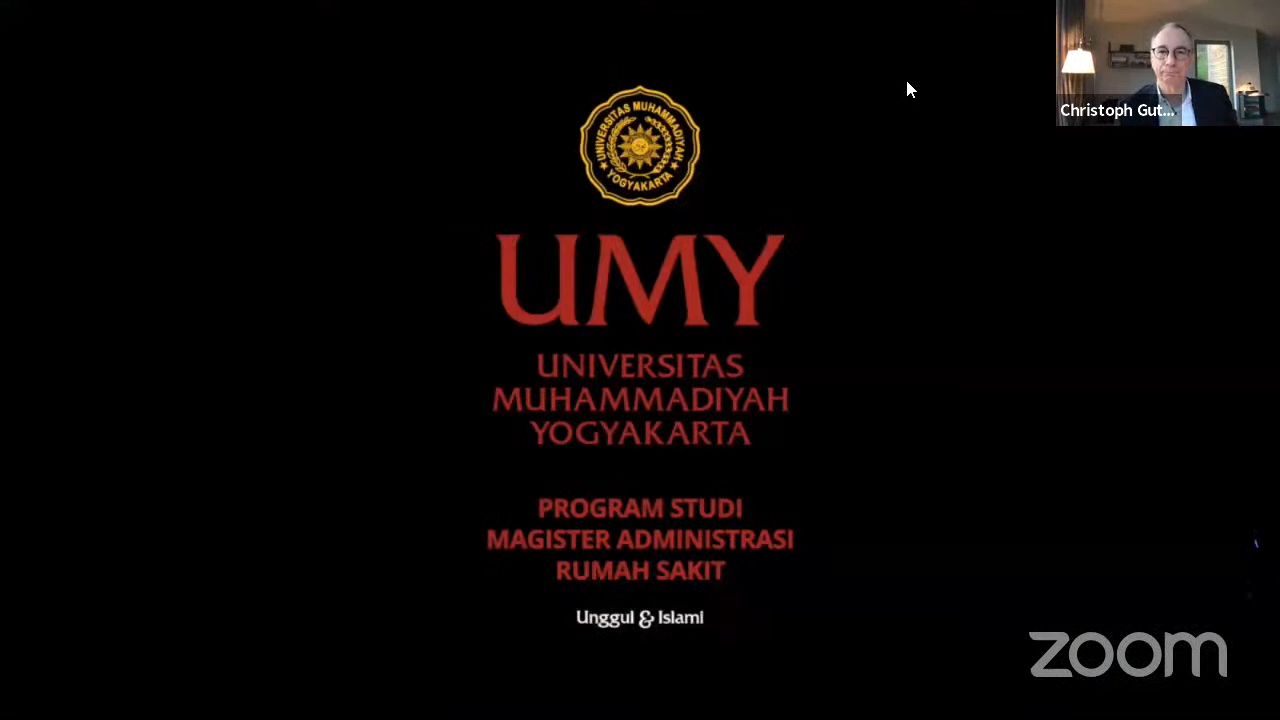 Christoph Gut...
UNIVERSITAS MUHAMMADIYAH
YOGYAKARTA
UMY
UNIVERSITAS
MUHAMMADIYAH
YOGYAKARTA
PROGRAM STUDI
MAGISTER ADMINISTRASI
RUMAH SAKIT
Unggul & Islami
zoom